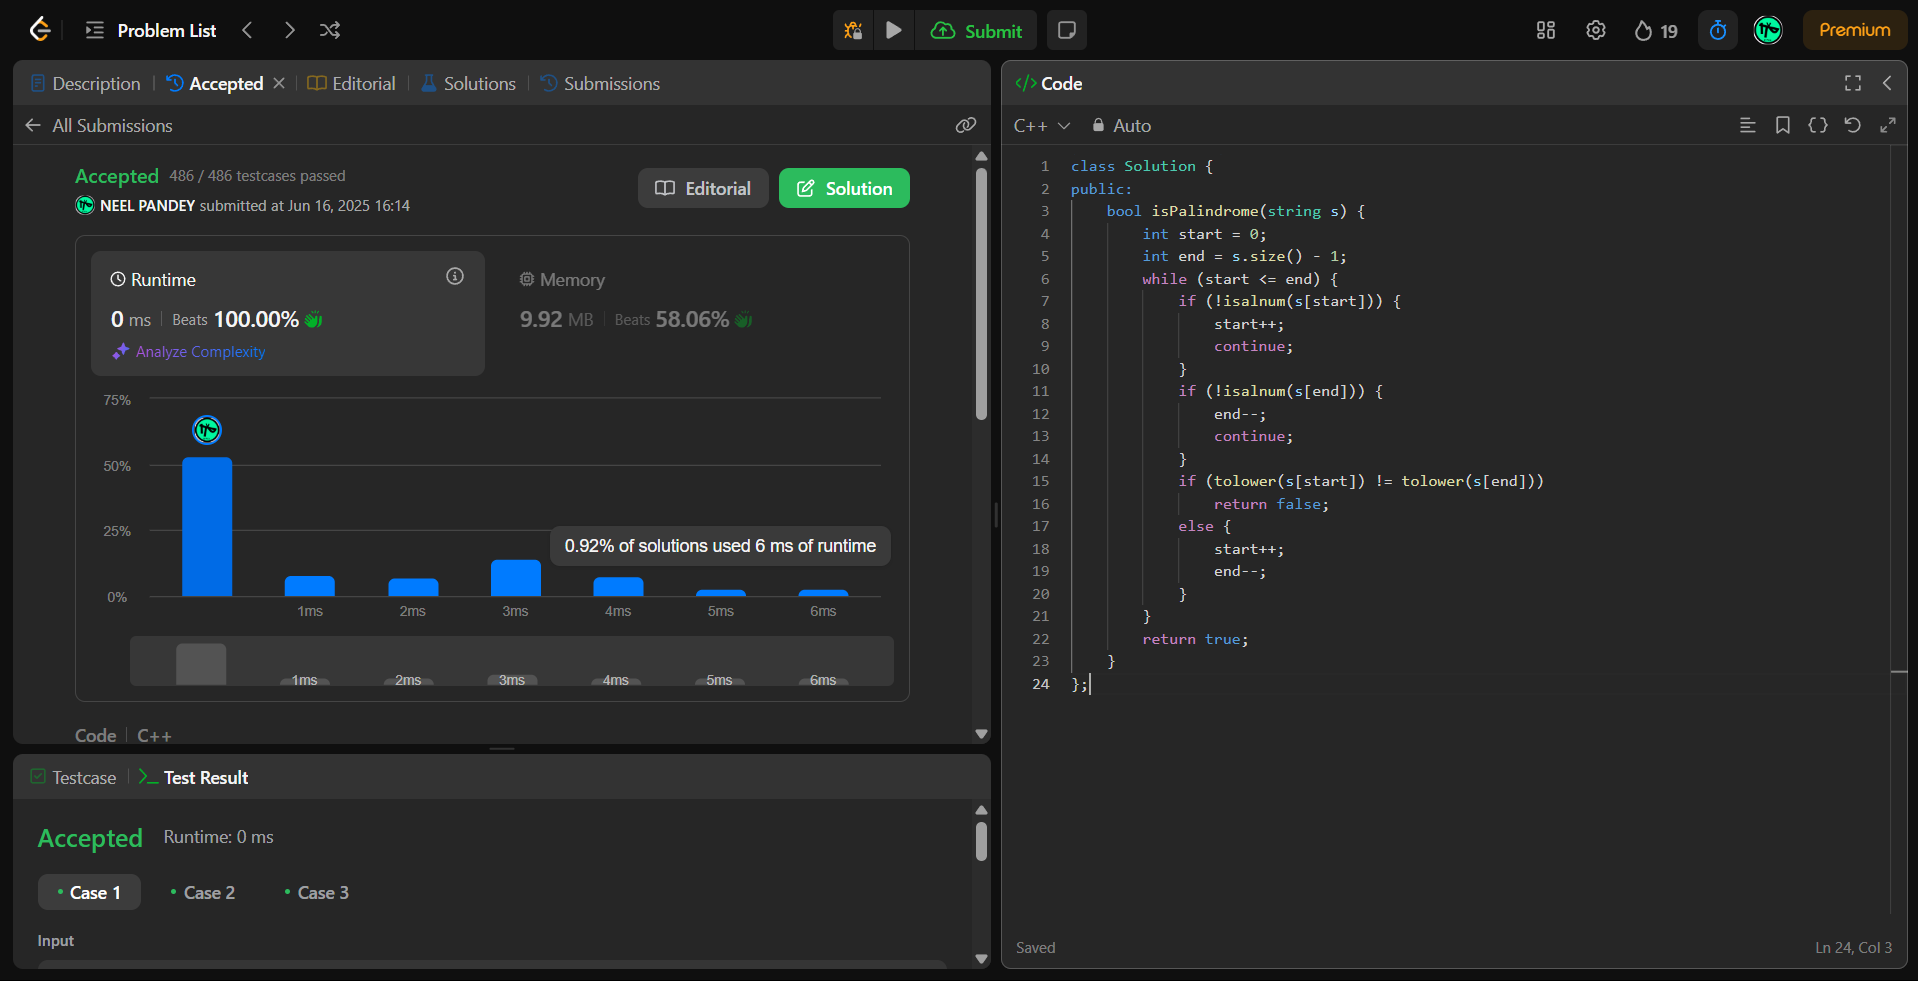 Problem List
Submit
19
Premium
Description
Accepted
Editorial
Solutions
Submissions
All Submissions
Accepted 486 / 486 testcases passed
NEEL PANDEY submitted at Jun 16, 2025 16:14
Editorial
Solution
Runtime
0 ms Beats 100.00%
Analyze Complexity
Memory
9.92 MB Beats 58.06%
75%
50%
25%
0%
0.92% of solutions used 6 ms of runtime
1ms 2ms 3ms 4ms 5ms 6ms
1ms 2ms 3ms 4ms 5ms 6ms
Code C++
Testcase
Test Result
Accepted Runtime: 0 ms
Case 1 Case 2 Case 3
Input
</> Code
C++ Auto
1 class Solution {
2 public:
3     bool isPalindrome(string s) {
4         int start = 0;
5         int end = s.size() - 1;
6         while (start <= end) {
7             if (!isalnum(s[start])) {
8                 start++;
9                 continue;
10             }
11             if (!isalnum(s[end])) {
12                 end--;
13                 continue;
14             }
15             if (tolower(s[start]) != tolower(s[end]))
16                 return false;
17             else {
18                 start++;
19                 end--;
20             }
21         }
22         return true;
23     }
24 };
Saved
Ln 24, Col 3